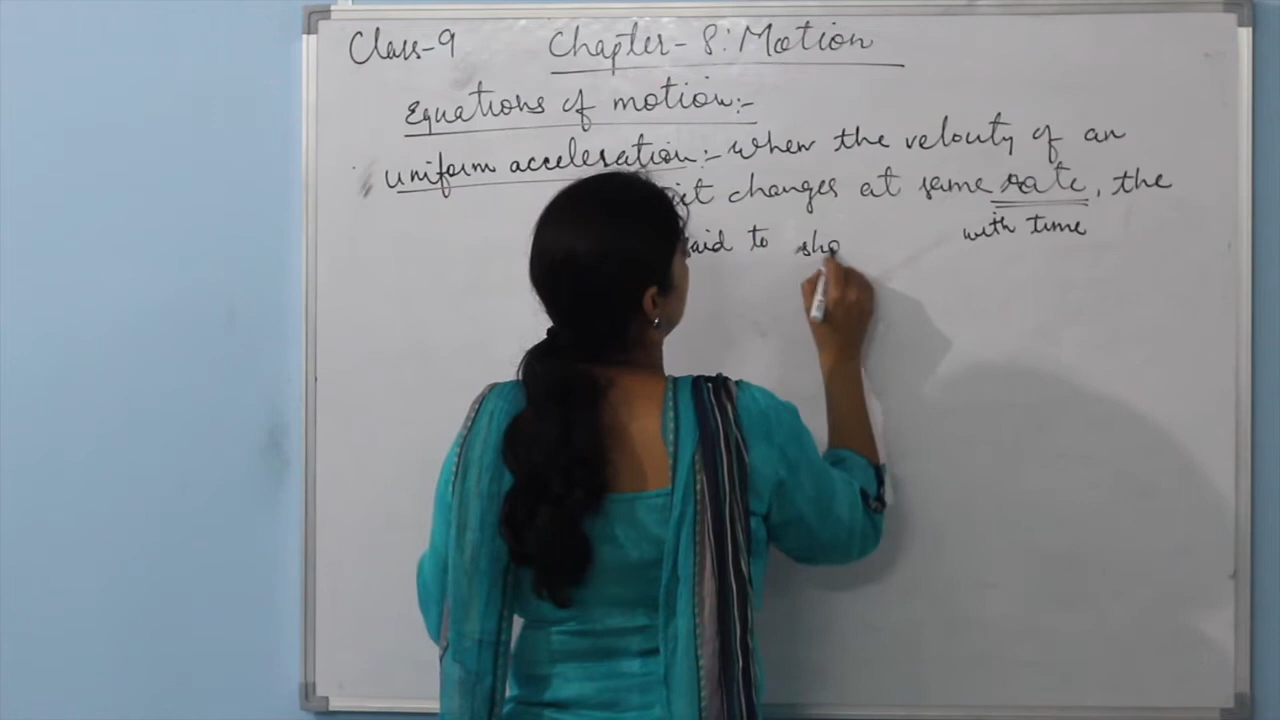 Class-9 Chapter-8: Motion
Equations of motion:-
uniform acceleration:- when the velocity of an
changes at same rate, the
with time
said to sho